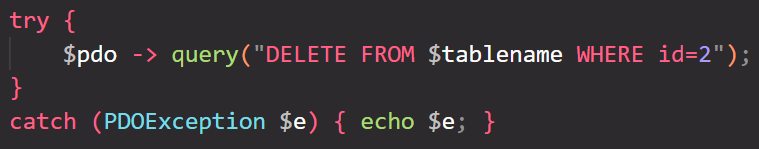 try {
    $pdo -> query("DELETE FROM $tablename WHERE id=2");
}
catch (PDOException $e) { echo $e; }